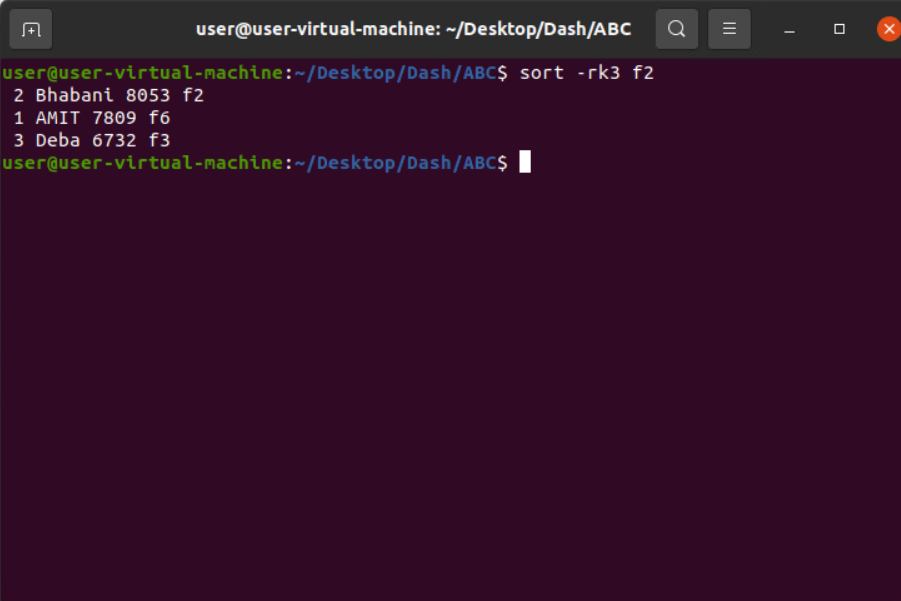 user@user-virtual-machine: ~/Desktop/Dash/ABC
user@user-virtual-machine:~/Desktop/Dash/ABC$ sort -rk3 f2
2 Bhabani 8053 f2
1 AMIT 7809 f6
3 Deba 6732 f3
user@user-virtual-machine:~/Desktop/Dash/ABC$